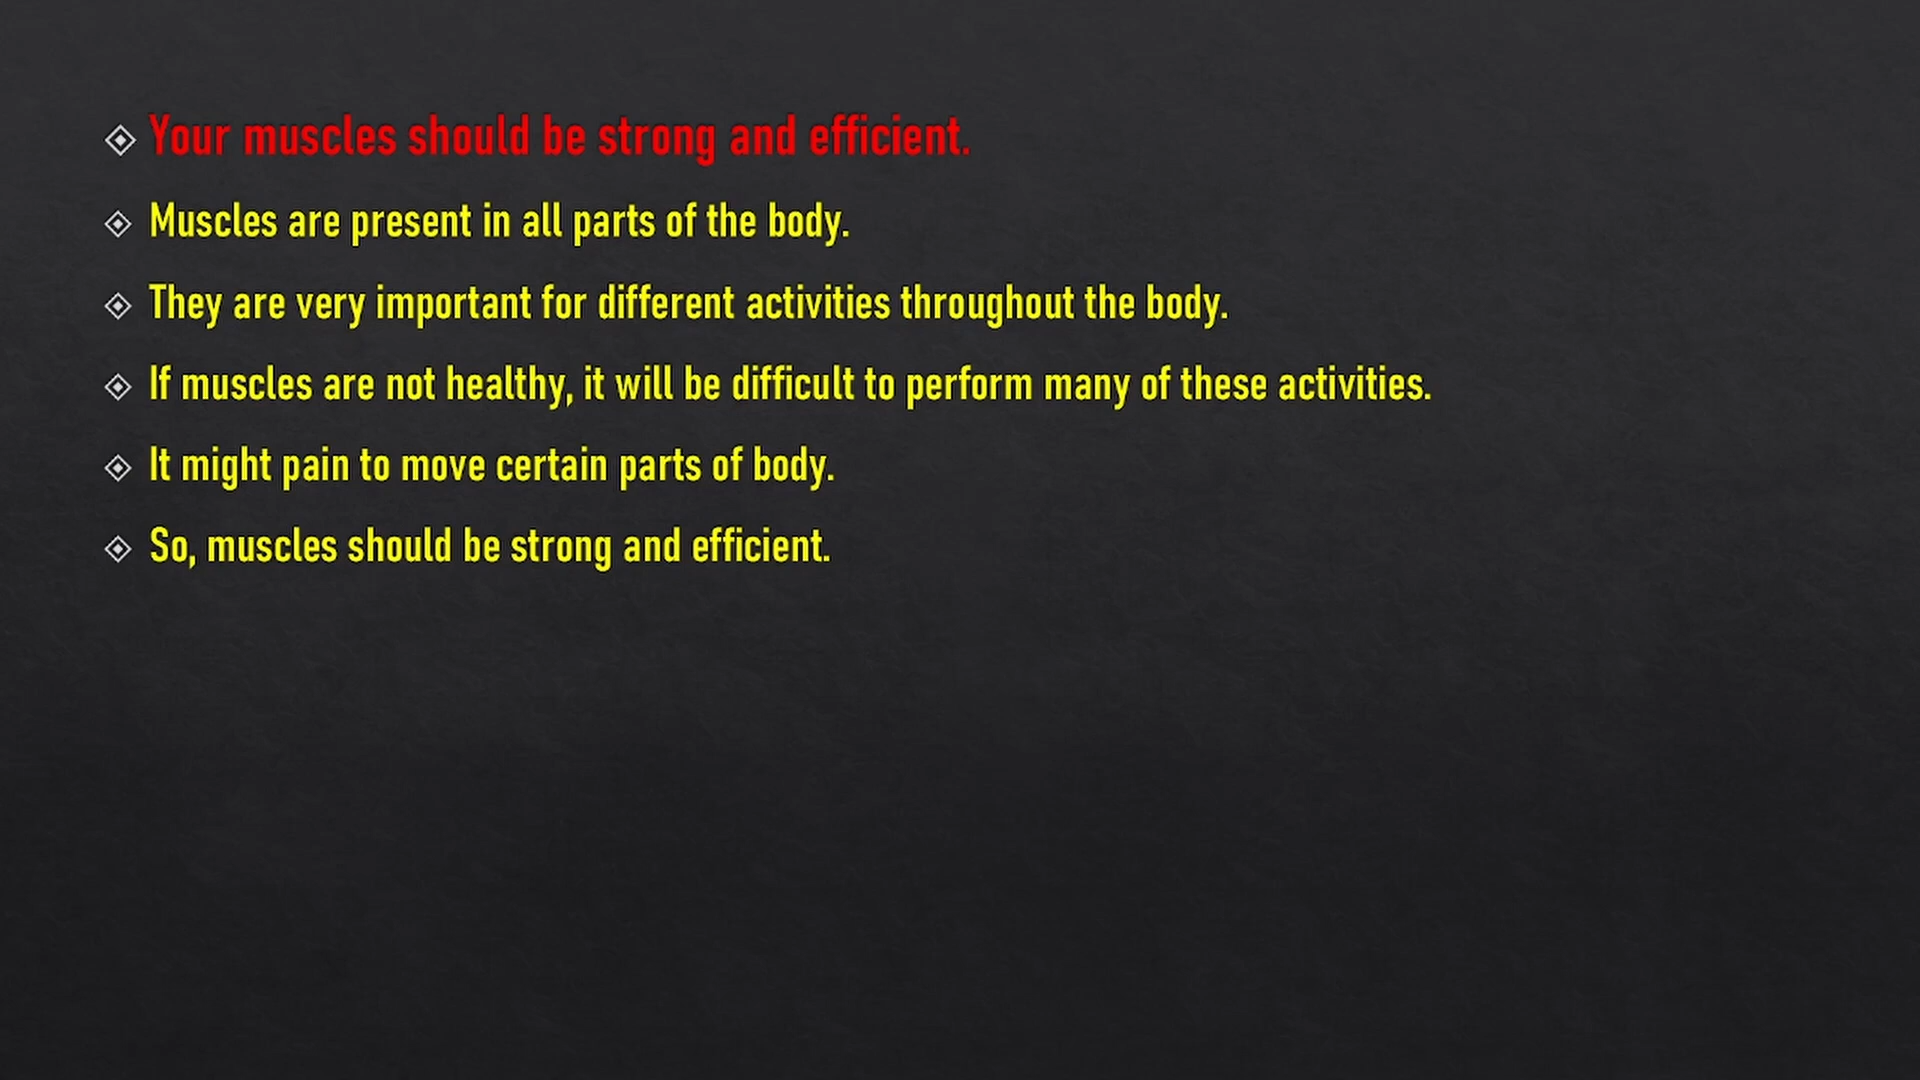 Your muscles should be strong and efficient.
Muscles are present in all parts of the body.
They are very important for different activities throughout the body.
If muscles are not healthy, it will be difficult to perform many of these activities.
It might pain to move certain parts of body.
So, muscles should be strong and efficient.